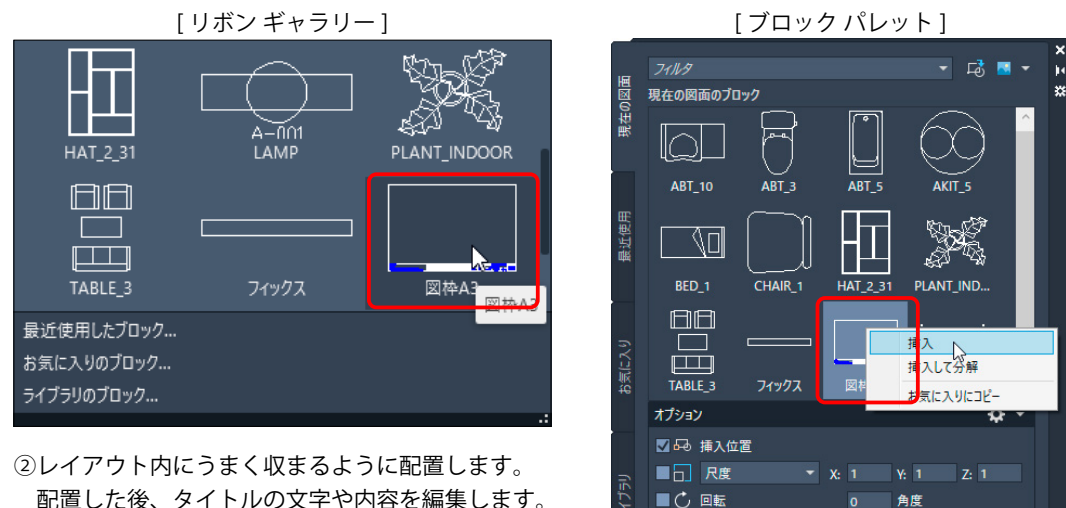 [ リボン ギャラリー ]
HAT_2_31
A-001
LAMP
PLANT_INDOOR
TABLE_3
フィックス
図枠A3
図枠A3
最近使用したブロック...
お気に入りのブロック...
ライブラリのブロック...
②レイアウト内にうまく収まるように配置します。
配置した後、タイトルの文字や内容を編集します。
[ ブロック パレット ]
現在の図面
最近使用
お気に入り
フィルタ
現在の図面のブロック
ABT_10
ABT_3
ABT_5
AKIT_5
BED_1
CHAIR_1
HAT_2_31
PLANT_IND...
TABLE_3
フィックス
図枠
挿入
挿入して分解
お気に入りにコピー
オプション
挿入位置
尺度
X: 1
Y: 1
Z: 1
回転
0
角度